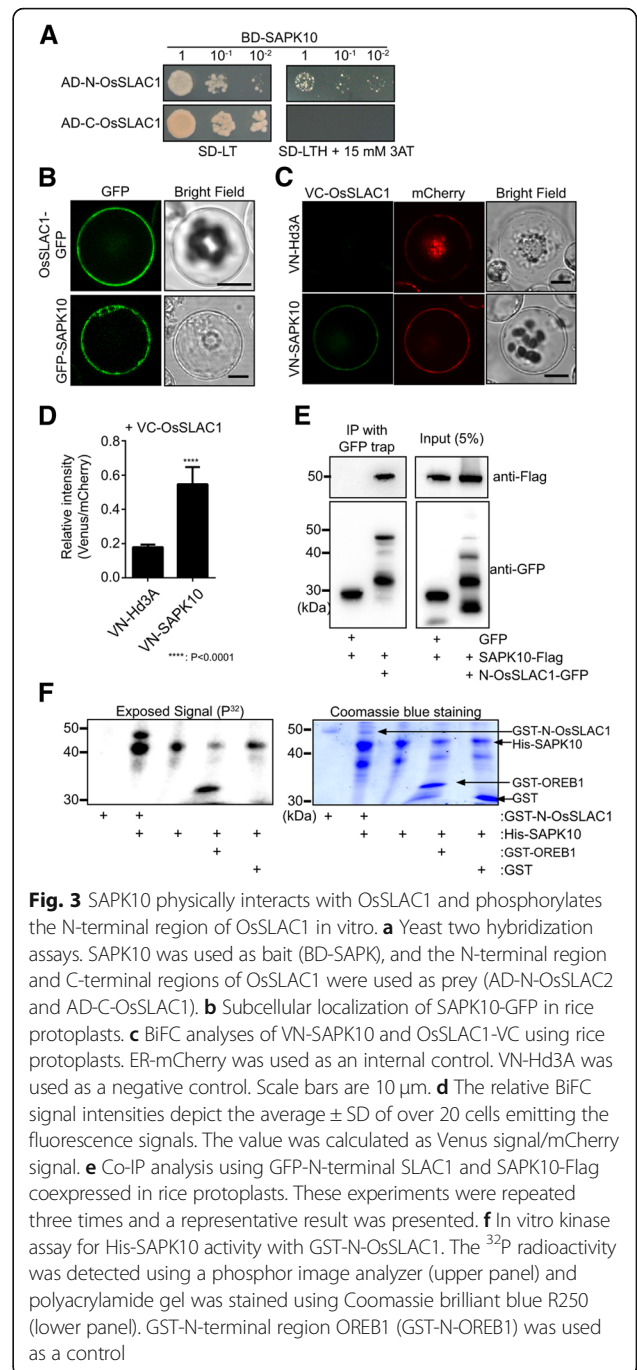 A
BD-SAPK10
1 10⁻¹ 10⁻² 1 10⁻¹ 10⁻²
AD-N-OsSLAC1
AD-C-OsSLAC1
SD-LT SD-LTH + 15 mM 3AT
B
GFP Bright Field
OsSLAC1-
GFP
GFP-SAPK10
C
VC-OsSLAC1 mCherry Bright Field
VN-Hd3A
VN-SAPK10
D
+ VC-OsSLAC1
Relative intensity
(Venus/mCherry)
0.8
0.6
0.4
0.2
0.0
****
VN-Hd3A
VN-SAPK10
****: P<0.0001
E
IP with
GFP trap
Input (5%)
50
anti-Flag
50
40
anti-GFP
30
(kDa)
+ + GFP
+ + + + SAPK10-Flag
+ + N-OsSLAC1-GFP
F
Exposed Signal (P³²) Coomassie blue staining
50
40
30
50
40
30
(kDa)
GST-N-OsSLAC1
His-SAPK10
GST-OREB1
GST
+ + + + :GST-N-OsSLAC1
+ + + + + + + + :His-SAPK10
+ + :GST-OREB1
+ + :GST
Fig. 3 SAPK10 physically interacts with OsSLAC1 and phosphorylates
the N-terminal region of OsSLAC1 in vitro. a Yeast two hybridization
assays. SAPK10 was used as bait (BD-SAPK), and the N-terminal region
and C-terminal regions of OsSLAC1 were used as prey (AD-N-OsSLAC2
and AD-C-OsSLAC1). b Subcellular localization of SAPK10-GFP in rice
protoplasts. c BiFC analyses of VN-SAPK10 and OsSLAC1-VC using rice
protoplasts. ER-mCherry was used as an internal control. VN-Hd3A was
used as a negative control. Scale bars are 10 μm. d The relative BiFC
signal intensities depict the average ± SD of over 20 cells emitting the
fluorescence signals. The value was calculated as Venus signal/mCherry
signal. e Co-IP analysis using GFP-N-terminal SLAC1 and SAPK10-Flag
coexpressed in rice protoplasts. These experiments were repeated
three times and a representative result was presented. f In vitro kinase
assay for His-SAPK10 activity with GST-N-OsSLAC1. The ³²P radioactivity
was detected using a phosphor image analyzer (upper panel) and
polyacrylamide gel was stained using Coomassie brilliant blue R250
(lower panel). GST-N-terminal region OREB1 (GST-N-OREB1) was used
as a control